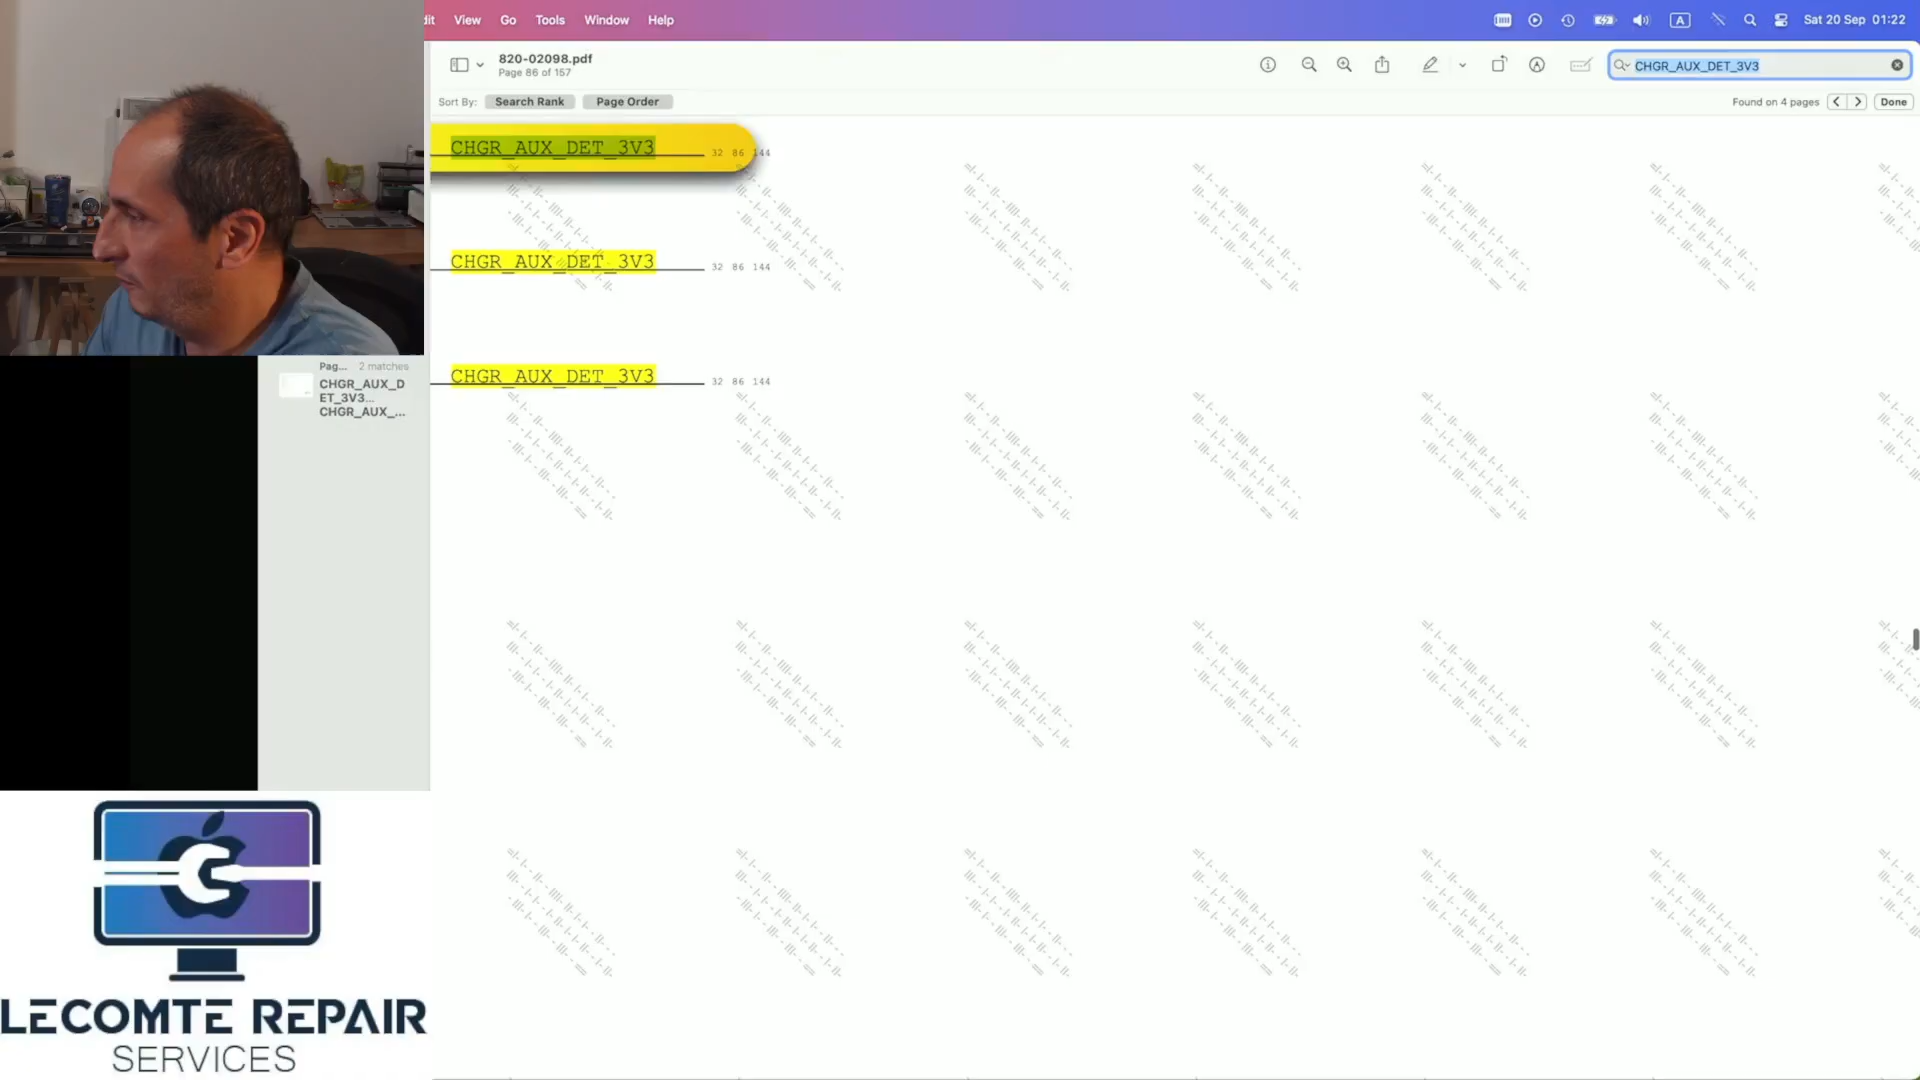 dit View Go Tools Window Help
A Sat 20 Sep 01:22
820-02098.pdf
Page 86 of 157
CHGR_AUX_DET_3V3
Sort By: Search Rank Page Order
Found on 4 pages Done
CHGR_AUX_DET_3V3 32 86 144
CHGR_AUX_DET_3V3 32 86 144
CHGR_AUX_DET_3V3 32 86 144
Pag... 2 matches
CHGR_AUX_D
ET_3V3...
CHGR_AUX_...
LECOMTE REPAIR
SERVICES